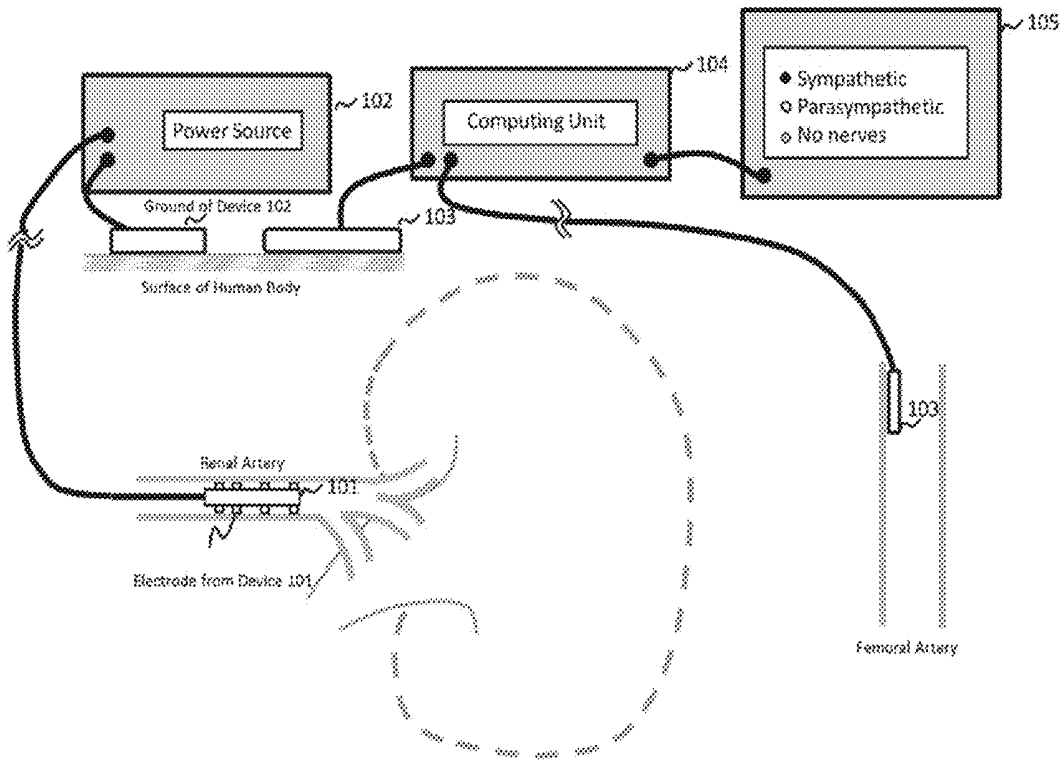 105
104
Sympathetic
102
Parasympathetic
Power Source
Computing Unit
No nerves
Ground of Device 102
103
Surface of Human Body
103
Renal Artery
101
Electrode from Device 101
Femoral Artery